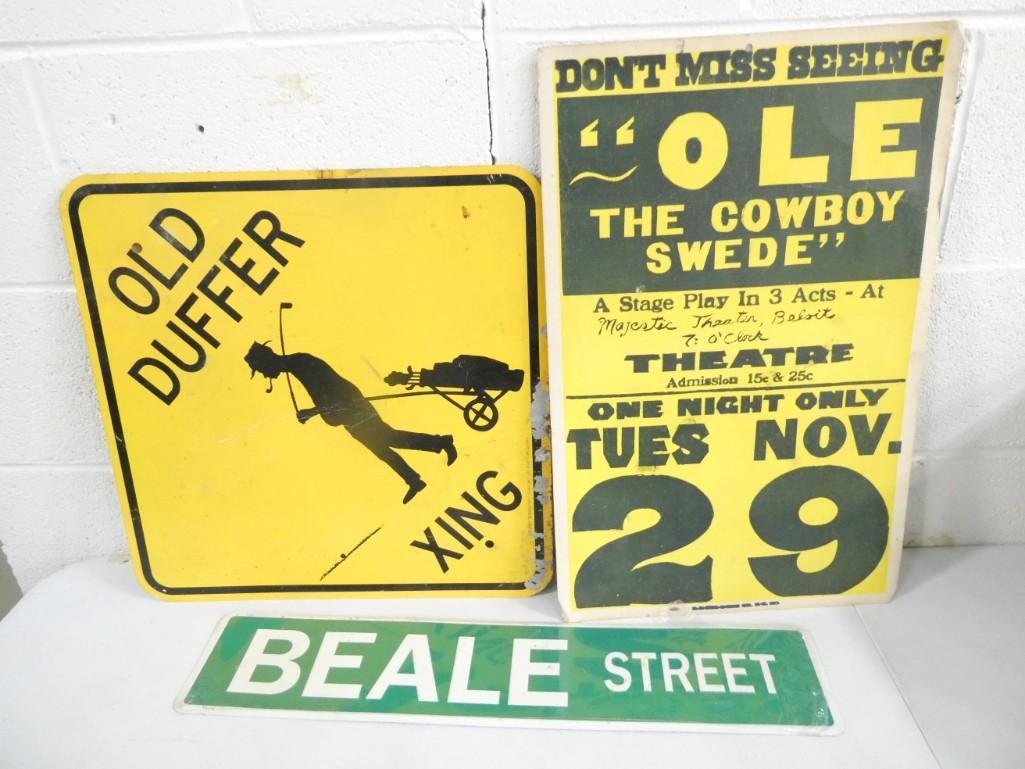 OLD
DUFFER
XING
DON'T MISS SEEING
"OLE
THE COWBOY
SWEDE"
A Stage Play In 3 Acts - At
Majestic Theater, Beloit
7: O'Clock
THEATRE
Admission 15c & 25c
ONE NIGHT ONLY
TUES NOV.
29
BEALE STREET